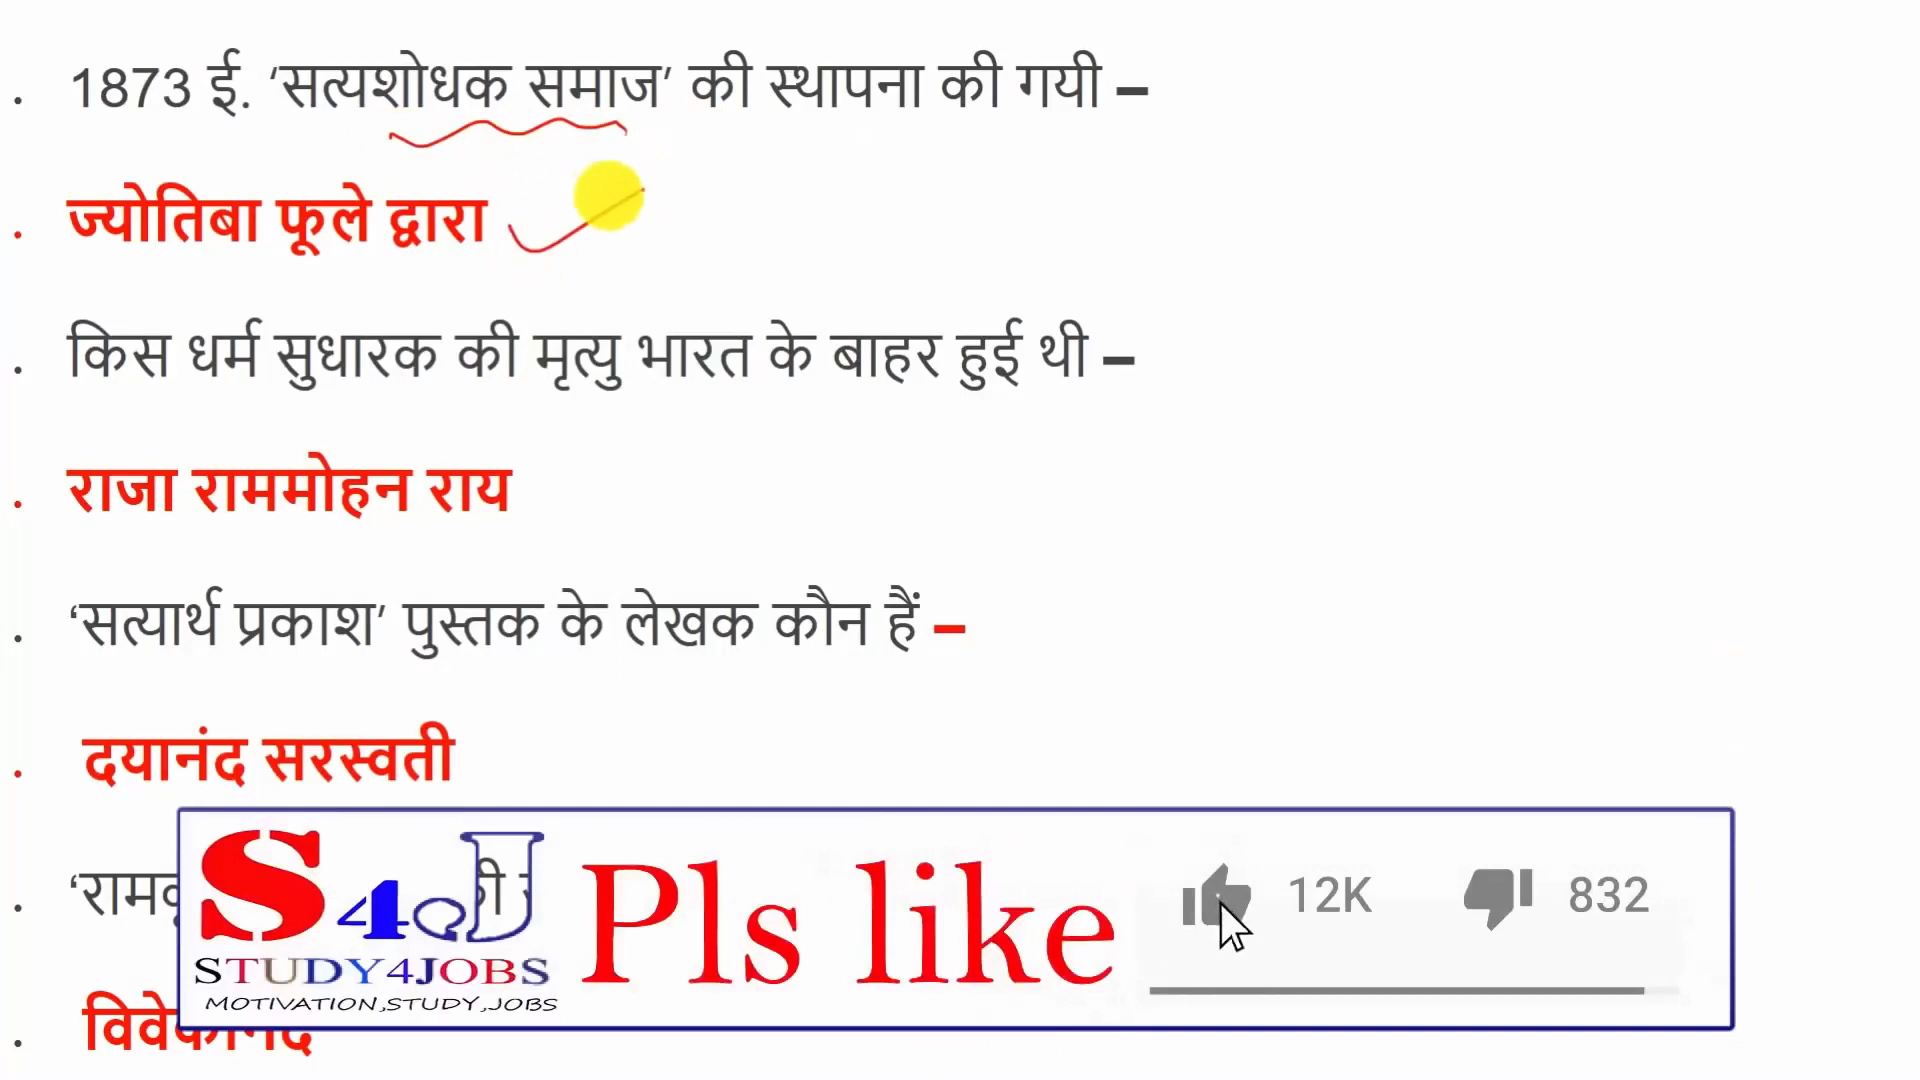 1873 ई. ‘सत्यशोधक समाज’ की स्थापना की गयी –
ज्योतिबा फूले द्वारा
किस धर्म सुधारक की मृत्यु भारत के बाहर हुई थी –
राजा राममोहन राय
‘सत्यार्थ प्रकाश’ पुस्तक के लेखक कौन हैं –
दयानंद सरस्वती
S4J
STUDY4JOBS
MOTIVATION,STUDY,JOBS
Pls like
12K
832
विवेकानंद